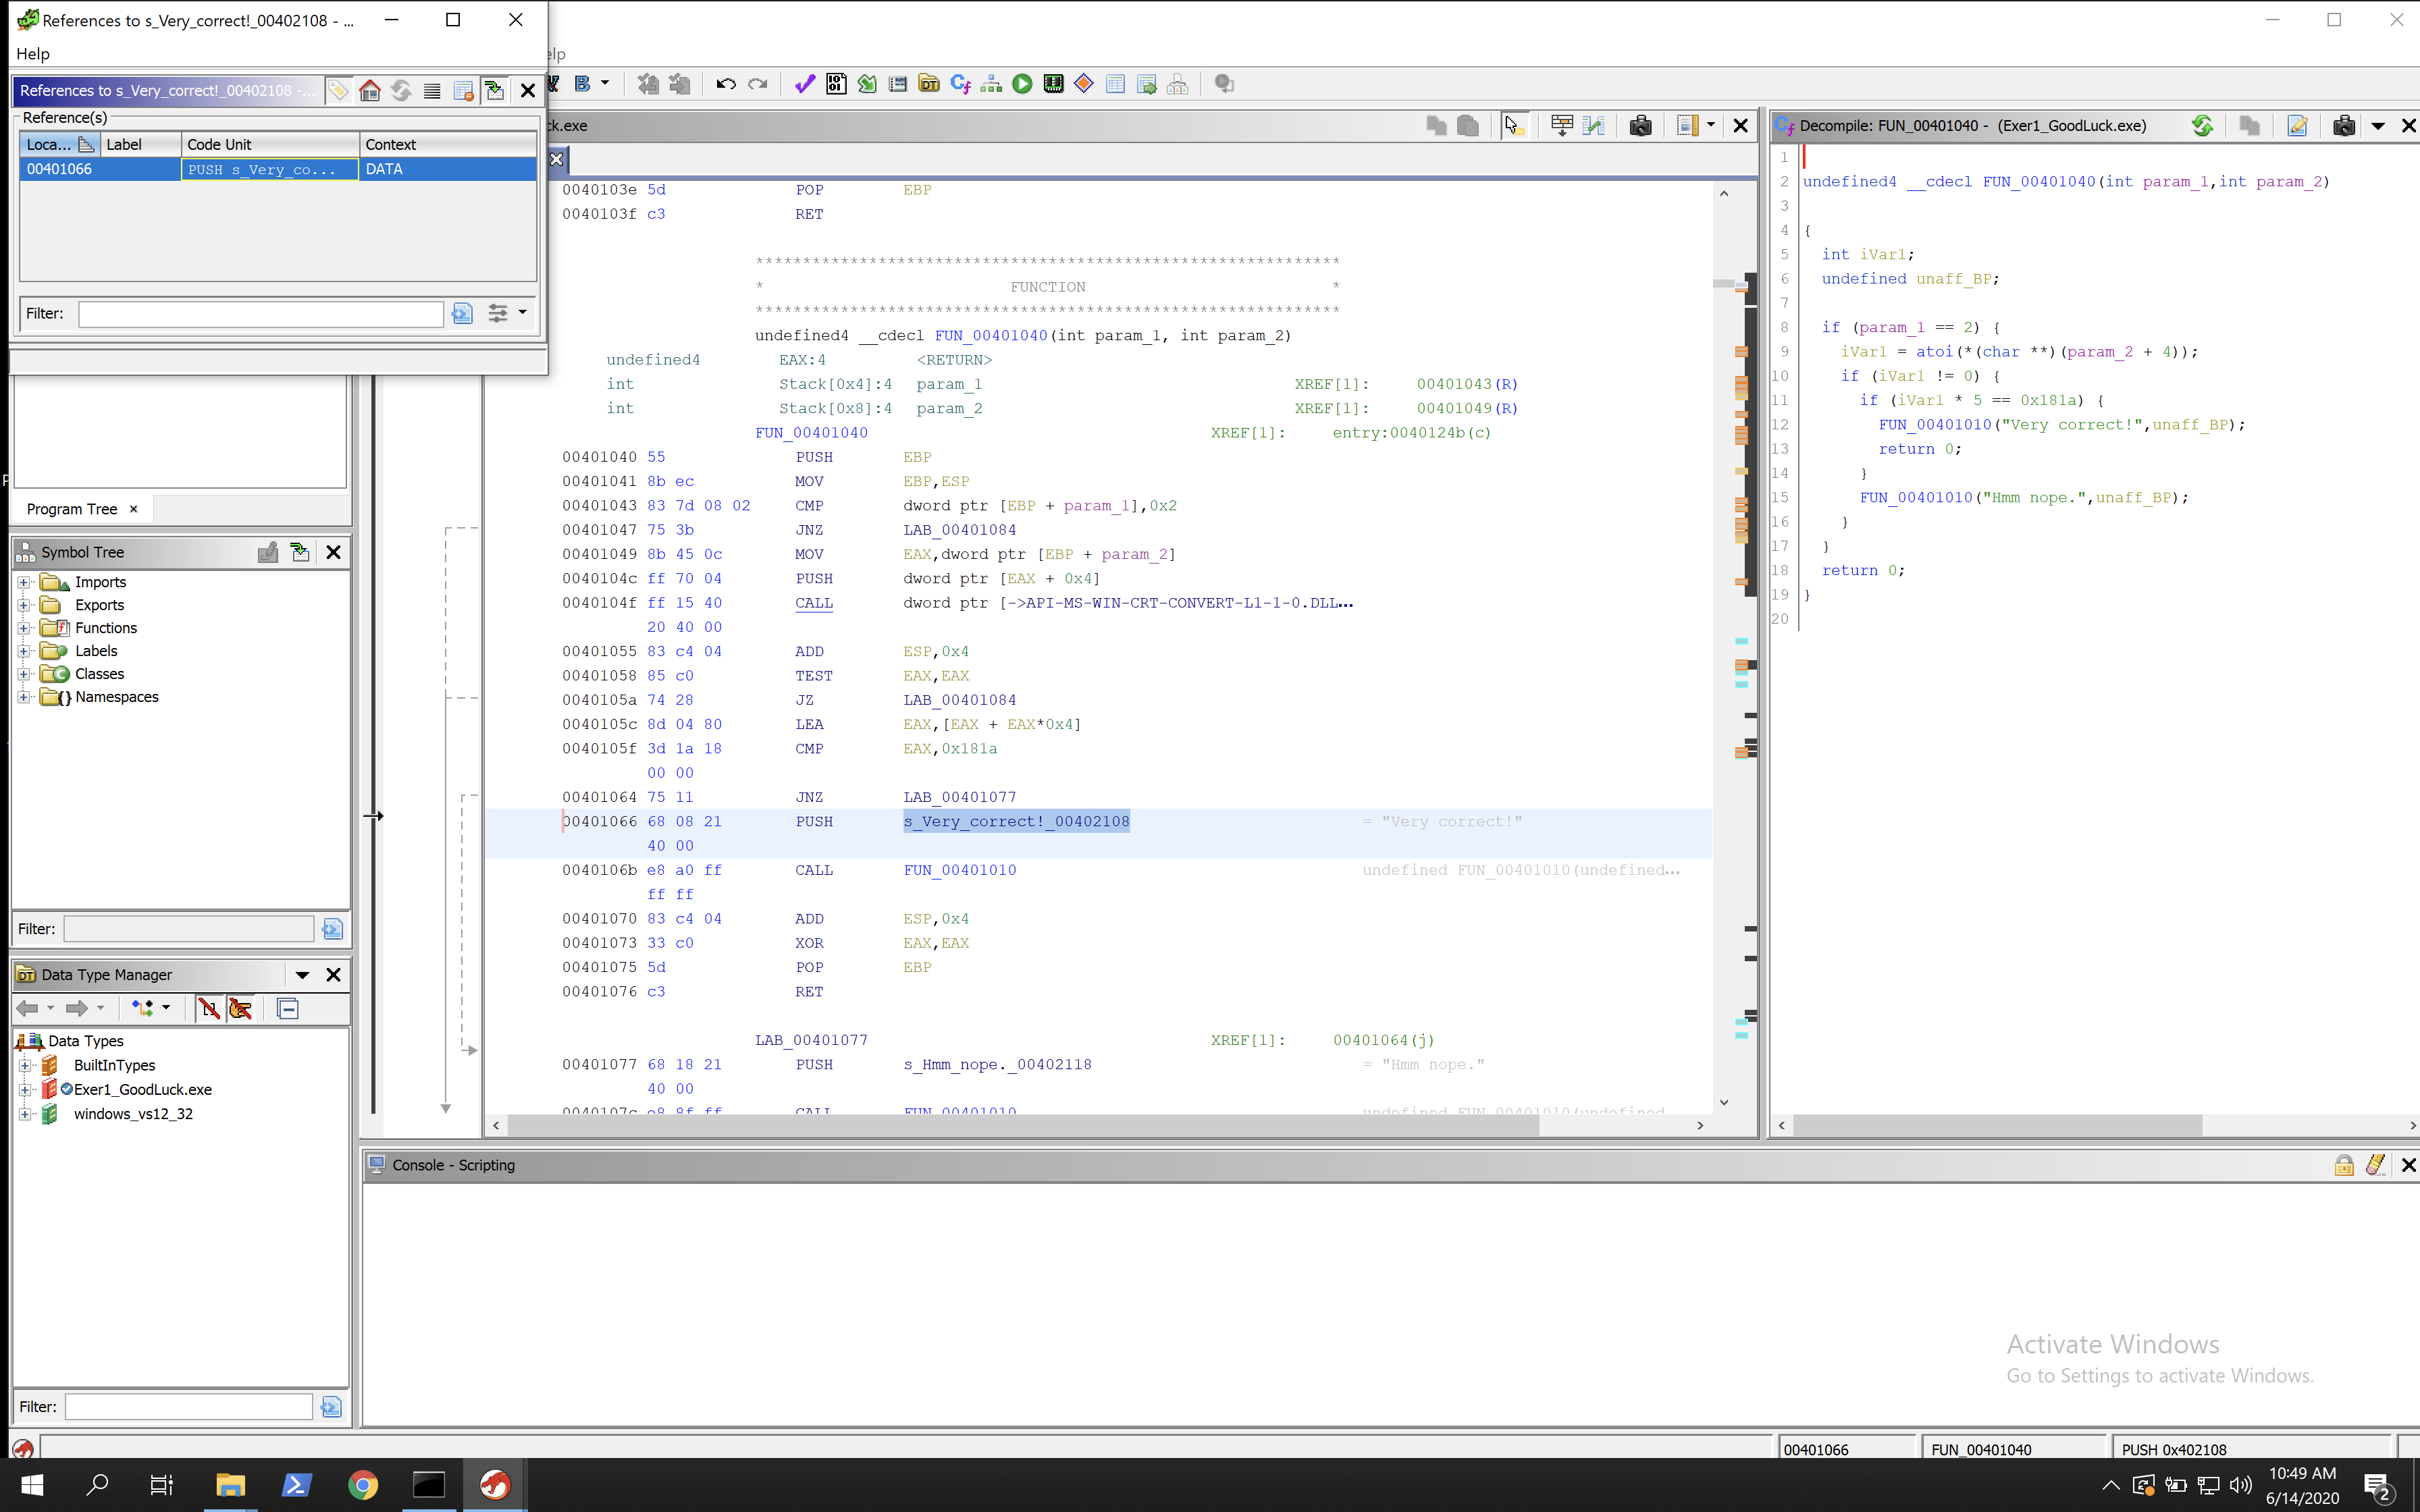 References to s_Very_correct!_00402108 - ...
Help
elp
References to s_Very_correct!_00402108 -...
Reference(s)
Loca... Label Code Unit Context
00401066 PUSH s_Very_co... DATA
Filter:
ck.exe
Program Tree
Symbol Tree
Imports
Exports
Functions
Labels
Classes
Namespaces
Filter:
Data Type Manager
Data Types
BuiltInTypes
Exer1_GoodLuck.exe
windows_vs12_32
Filter:
0040103e 5d POP EBP
0040103f c3 RET
**************************************************************
* FUNCTION *
**************************************************************
undefined4 __cdecl FUN_00401040(int param_1, int param_2)
undefined4 EAX:4 <RETURN>
int Stack[0x4]:4 param_1 XREF[1]: 00401043(R)
int Stack[0x8]:4 param_2 XREF[1]: 00401049(R)
FUN_00401040 XREF[1]: entry:0040124b(c)
00401040 55 PUSH EBP
00401041 8b ec MOV EBP,ESP
00401043 83 7d 08 02 CMP dword ptr [EBP + param_1],0x2
00401047 75 3b JNZ LAB_00401084
00401049 8b 45 0c MOV EAX,dword ptr [EBP + param_2]
0040104c ff 70 04 PUSH dword ptr [EAX + 0x4]
0040104f ff 15 40 CALL dword ptr [->API-MS-WIN-CRT-CONVERT-L1-1-0.DLL...
20 40 00
00401055 83 c4 04 ADD ESP,0x4
00401058 85 c0 TEST EAX,EAX
0040105a 74 28 JZ LAB_00401084
0040105c 8d 04 80 LEA EAX,[EAX + EAX*0x4]
0040105f 3d 1a 18 CMP EAX,0x181a
00 00
00401064 75 11 JNZ LAB_00401077
00401066 68 08 21 PUSH s_Very_correct!_00402108 = "Very correct!"
40 00
0040106b e8 a0 ff CALL FUN_00401010 undefined FUN_00401010(undefined...
ff ff
00401070 83 c4 04 ADD ESP,0x4
00401073 33 c0 XOR EAX,EAX
00401075 5d POP EBP
00401076 c3 RET
LAB_00401077 XREF[1]: 00401064(j)
00401077 68 18 21 PUSH s_Hmm_nope._00402118 = "Hmm nope."
40 00
0040107c e8 8f ff CALL FUN_00401010 undefined FUN_00401010(undefined
Decompile: FUN_00401040 - (Exer1_GoodLuck.exe)
1
2 undefined4 __cdecl FUN_00401040(int param_1,int param_2)
3
4 {
5 int iVar1;
6 undefined unaff_BP;
7
8 if (param_1 == 2) {
9 iVar1 = atoi(*(char **)(param_2 + 4));
10 if (iVar1 != 0) {
11 if (iVar1 * 5 == 0x181a) {
12 FUN_00401010("Very correct!",unaff_BP);
13 return 0;
14 }
15 FUN_00401010("Hmm nope.",unaff_BP);
16 }
17 }
18 return 0;
19 }
20
Console - Scripting
Activate Windows
Go to Settings to activate Windows.
00401066 FUN_00401040 PUSH 0x402108
10:49 AM
6/14/2020
2